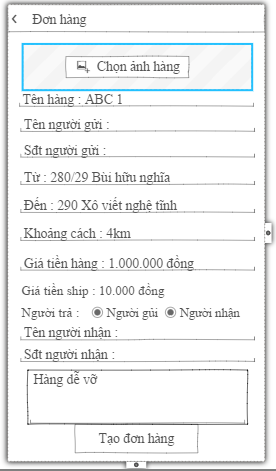 Đơn hàng
Chọn ảnh hàng
Tên hàng : ABC 1
Tên người gửi :
Sđt người gửi :
Từ : 280/29 Bùi hữu nghĩa
Đến : 290 Xô viết nghệ tĩnh
Khoảng cách : 4km
Giá tiền hàng : 1.000.000 đồng
Giá tiền ship : 10.000 đồng
Người trả : Người gủi Người nhận
Tên người nhận :
Sđt người nhận :
Hàng dễ vỡ
Tạo đơn hàng